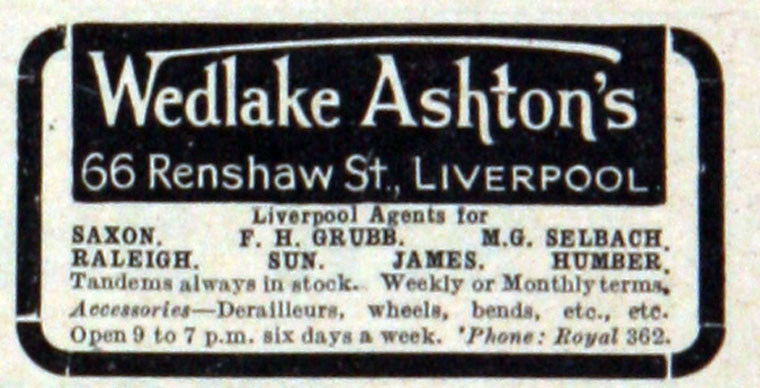 Wedlake Ashton's
66 Renshaw St., LIVERPOOL.
Liverpool Agents for
SAXON. F. H. GRUBB. M.G. SELBACH.
RALEIGH. SUN. JAMES. HUMBER.
Tandems always in stock. Weekly or Monthly terms.
Accessories—Derailleurs, wheels, bends, etc., etc.
Open 9 to 7 p.m. six days a week. 'Phone: Royal 362.